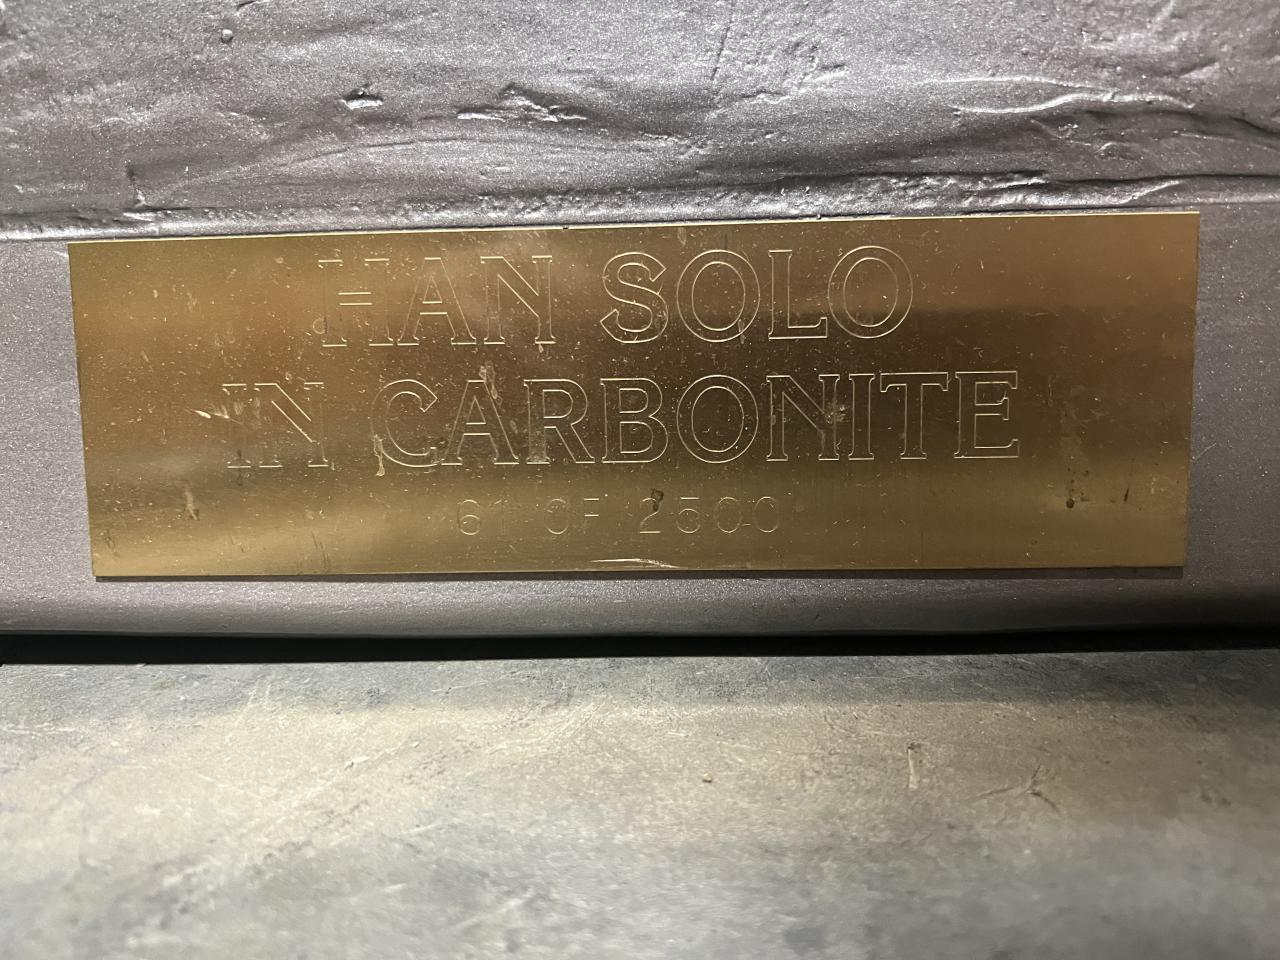 HAN SOLO
IN CARBONITE
61 OF 2500